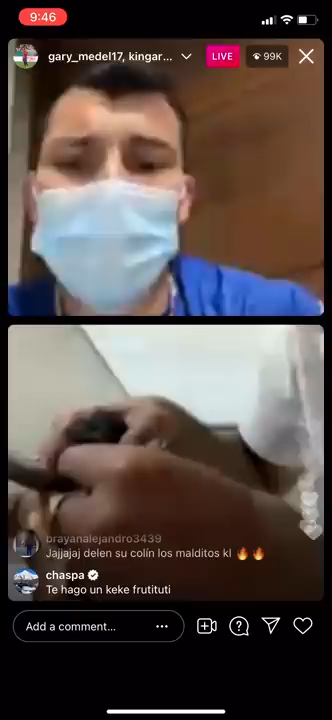 9:46
gary_medel17, kingar...
LIVE
99K
brayanalejandro3439
Jajjajaj delen su colín los malditos kl 🔥🔥
chaspa
Te hago un keke frutituti
Add a comment...